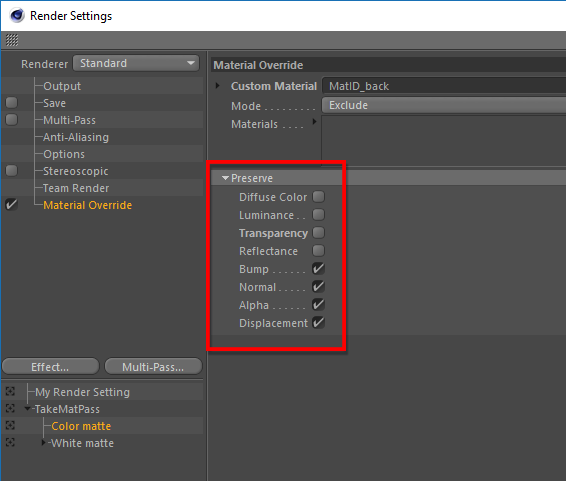 Render Settings
Renderer Standard
Output
Save
Multi-Pass
Anti-Aliasing
Options
Stereoscopic
Team Render
Material Override
Effect...
Multi-Pass...
My Render Setting
TakeMatPass
Color matte
White matte
Material Override
Custom Material MatID_back
Mode . . . . . . . . . Exclude
Materials . . . .
Preserve
Diffuse Color
Luminance . .
Transparency
Reflectance
Bump . . . . . .
Normal . . . . .
Alpha . . . . . .
Displacement